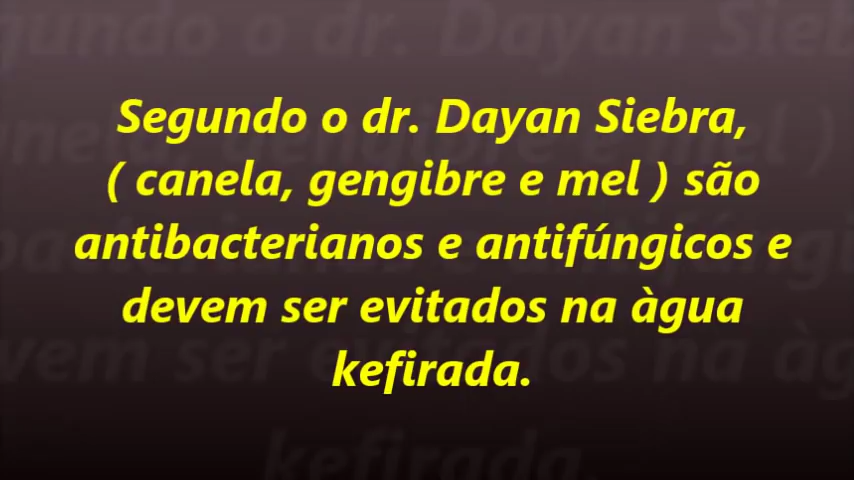 Segundo o dr. Dayan Siebra,
( canela, gengibre e mel ) são
antibacterianos e antifúngicos e
devem ser evitados na àgua
kefirada.